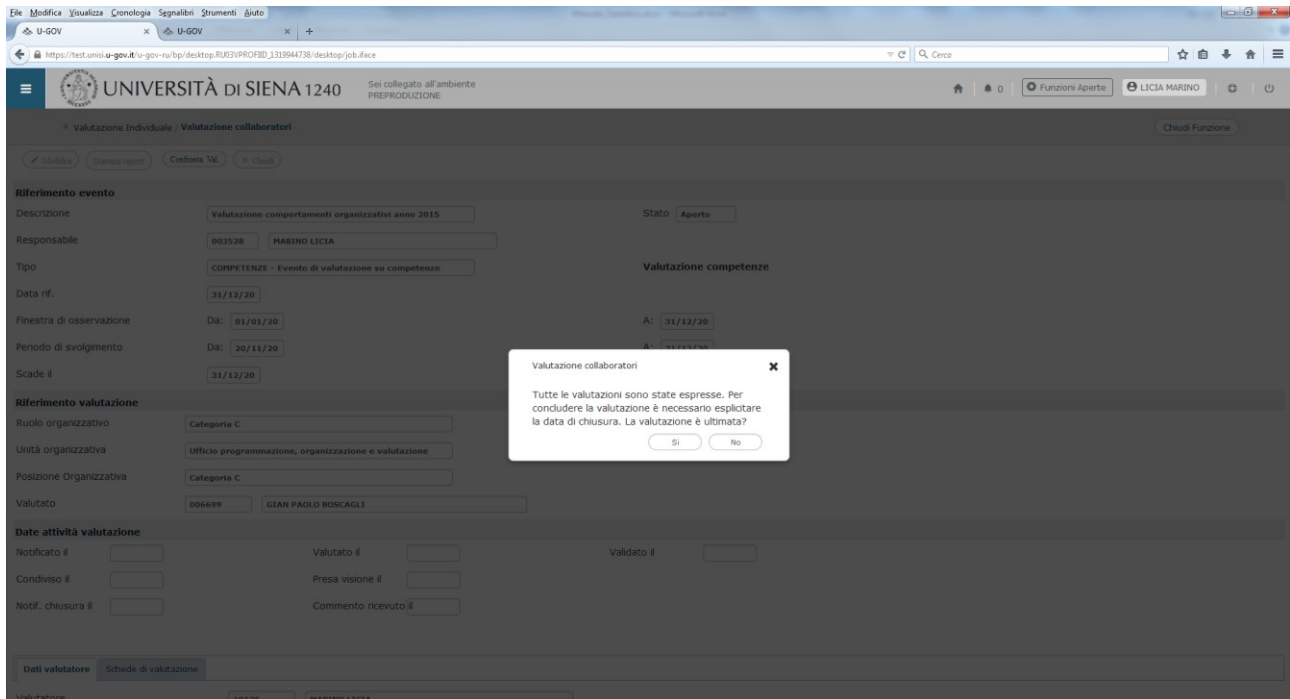 File Modifica Visualizza Cronologia Segnalibri Strumenti Aiuto
U-GOV × U-GOV × +
https://test.unisi.u-gov.it/u-gov-ru/bp/desktop.RU03VPROFIID_1319944738/desktop/job.iface Cerca
UNIVERSITÀ DI SIENA 1240 Sei collegato all'ambiente PREPRODUZIONE 0 Funzioni Aperte LICIA MARINO
Valutazione Individuale / Valutazione collaboratori Chiudi Funzione
Modifica Stampa report Confronta Val. × Chiudi
Riferimento evento
Descrizione Valutazione comportamenti organizzativi anno 2015 Stato Aperto
Responsabile 003528 MARINO LICIA
Tipo COMPETENZE - Evento di valutazione su competenze Valutazione competenze
Data rif. 31/12/20
Finestra di osservazione Da: 01/01/20 A: 31/12/20
Periodo di svolgimento Da: 20/11/20 A: 31/12/20
Scade il 31/12/20
Valutazione collaboratori
Tutte le valutazioni sono state espresse. Per
concludere la valutazione è necessario esplicitare
la data di chiusura. La valutazione è ultimata?
Si No
Riferimento valutazione
Ruolo organizzativo Categoria C
Unità organizzativa Ufficio programmazione, organizzazione e valutazione
Posizione Organizzativa Categoria C
Valutato 006699 GIAN PAOLO BOSCAGLI
Date attività valutazione
Notificato il Valutato il Validato il
Condiviso il Presa visione il
Notif. chiusura il Commento ricevuto il
Dati valutatore Schede di valutazione
Valutatore MARINO LICIA